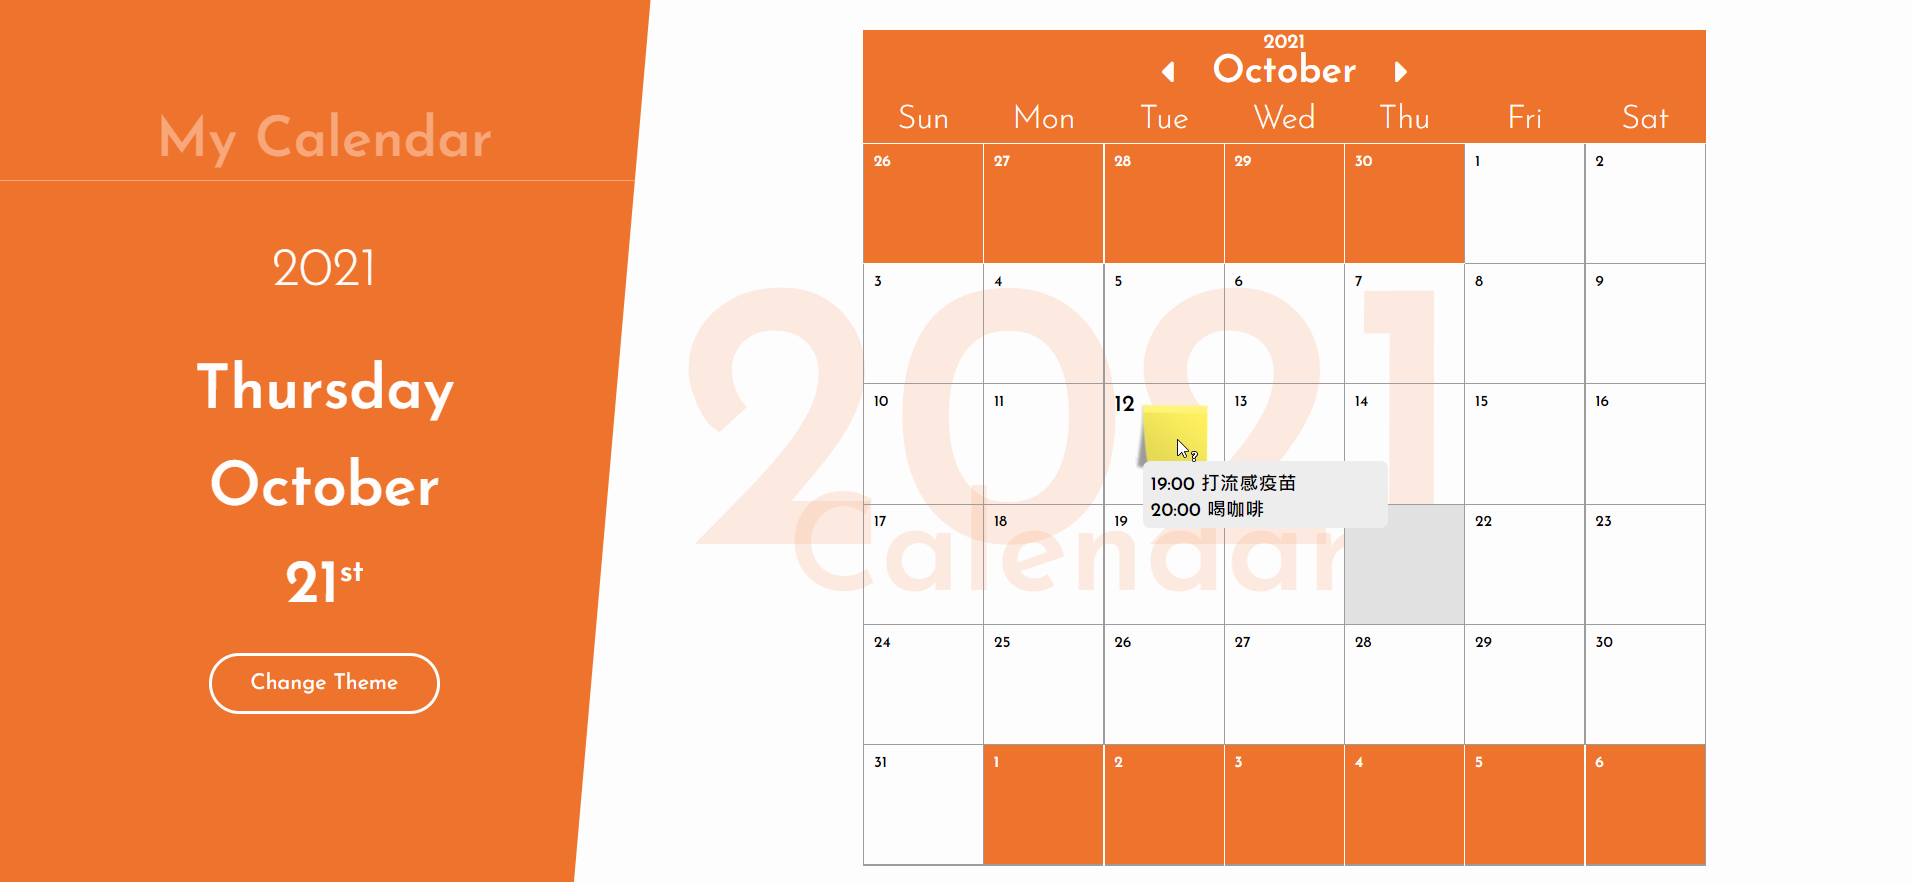 My Calendar
2021
Thursday
October
21st
Change Theme
2021
October
Sun Mon Tue Wed Thu Fri Sat
26 27 28 29 30 1 2
3 4 5 6 7 8 9
10 11 12 13 14 15 16
19:00 打流感疫苗
20:00 喝咖啡
17 18 19 22 23
24 25 26 27 28 29 30
31 1 2 3 4 5 6
2021
Calendar